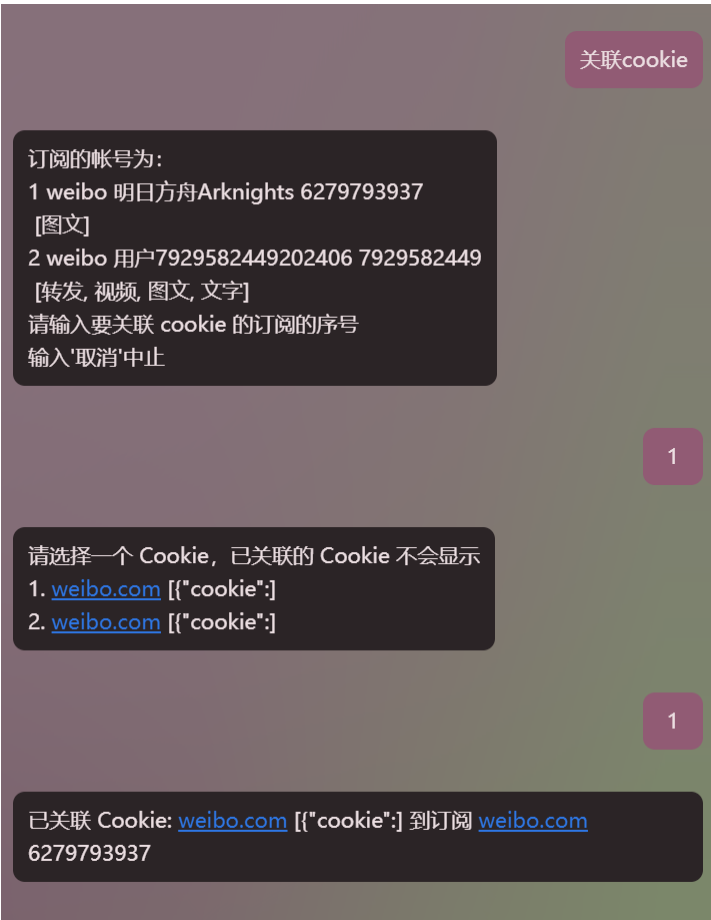 关联cookie
订阅的帐号为：
1 weibo 明日方舟Arknights 6279793937
[图文]
2 weibo 用户7929582449202406 7929582449
[转发, 视频, 图文, 文字]
请输入要关联 cookie 的订阅的序号
输入'取消'中止
1
请选择一个 Cookie，已关联的 Cookie 不会显示
1. weibo.com [{"cookie":]
2. weibo.com [{"cookie":]
1
已关联 Cookie: weibo.com [{"cookie":] 到订阅 weibo.com
6279793937